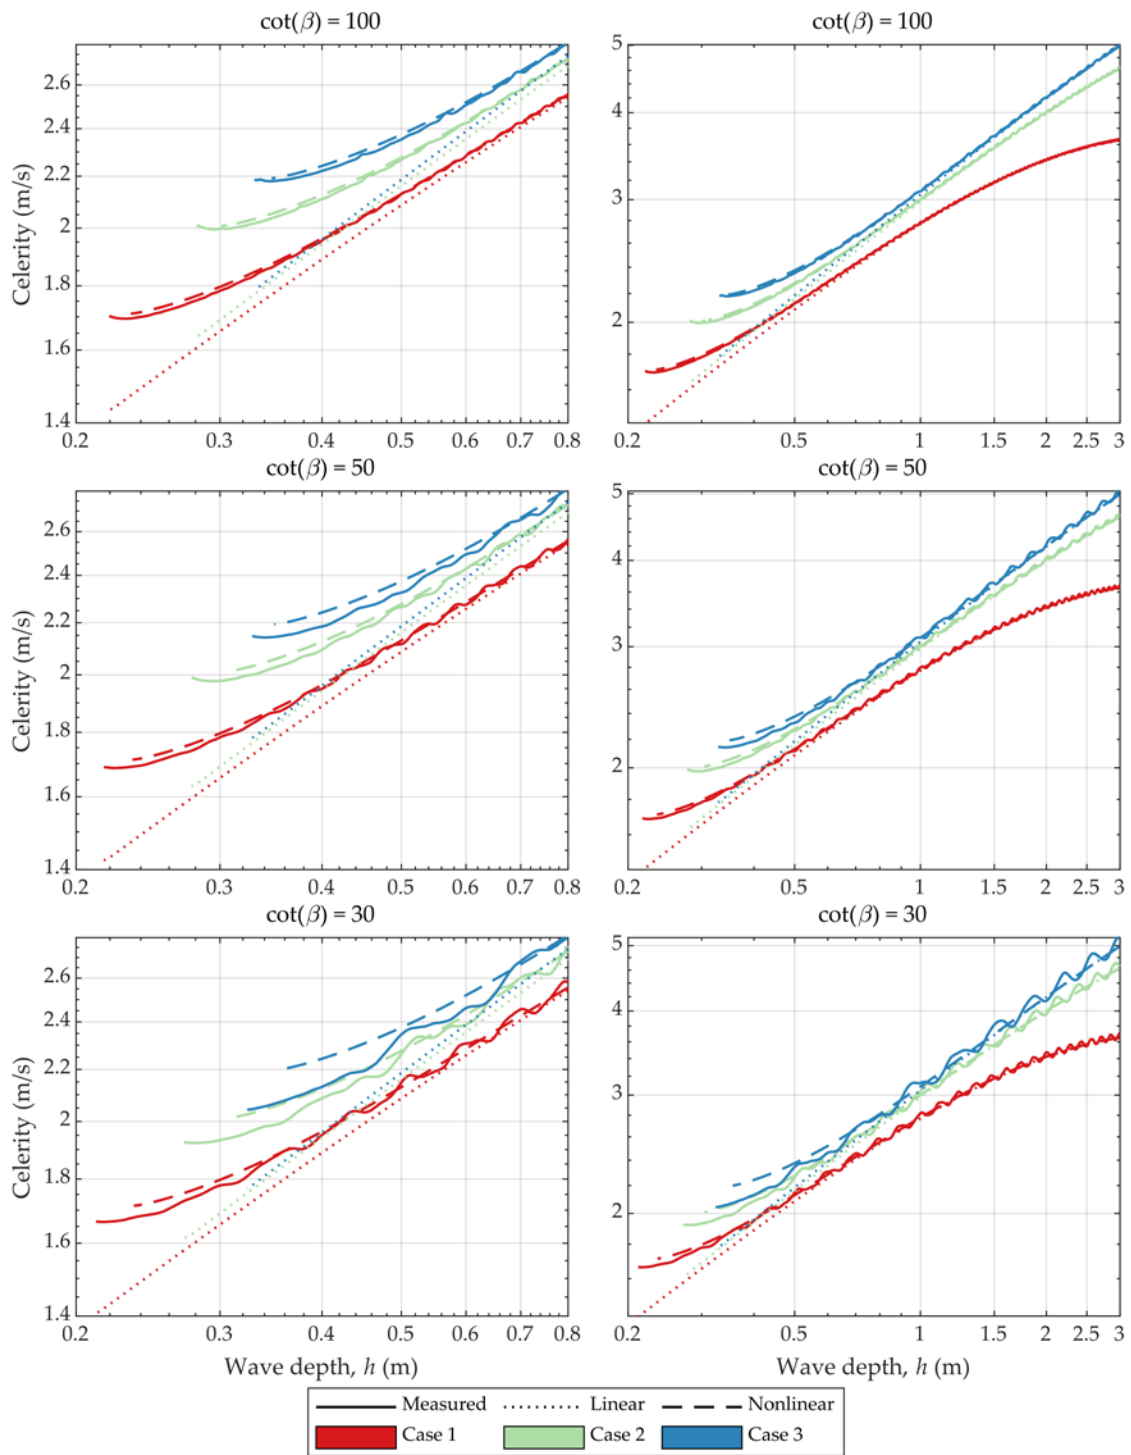 cot(β) = 100
cot(β) = 100
Celerity (m/s)
2.6
2.4
2.2
2
1.8
1.6
1.4
0.2 0.3 0.4 0.5 0.6 0.7 0.8
5
4
3
2
0.2 0.5 1 1.5 2 2.5 3
cot(β) = 50
cot(β) = 50
Celerity (m/s)
2.6
2.4
2.2
2
1.8
1.6
1.4
0.2 0.3 0.4 0.5 0.6 0.7 0.8
5
4
3
2
0.2 0.5 1 1.5 2 2.5 3
cot(β) = 30
cot(β) = 30
Celerity (m/s)
2.6
2.4
2.2
2
1.8
1.6
1.4
0.2 0.3 0.4 0.5 0.6 0.7 0.8
Wave depth, h (m)
5
4
3
2
0.2 0.5 1 1.5 2 2.5 3
Wave depth, h (m)
Measured Linear Nonlinear
Case 1 Case 2 Case 3